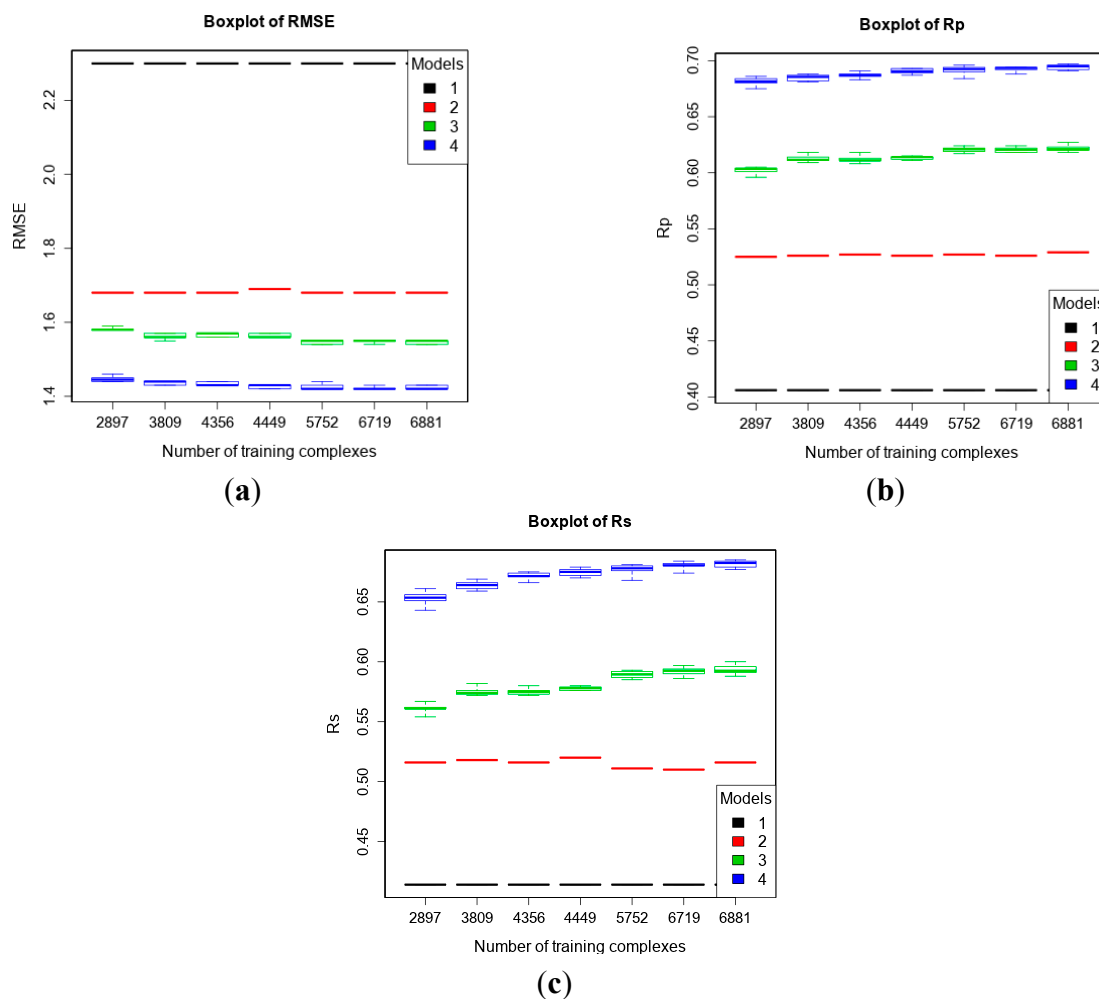 Boxplot of RMSE
Models
1
2
3
4
RMSE
2.2
2.0
1.8
1.6
1.4
2897 3809 4356 4449 5752 6719 6881
Number of training complexes
(a)
Boxplot of Rp
Rp
0.70
0.65
0.60
0.55
0.50
0.45
0.40
Models
1
2
3
4
2897 3809 4356 4449 5752 6719 6881
Number of training complexes
(b)
Boxplot of Rs
Rs
0.65
0.60
0.55
0.50
0.45
Models
1
2
3
4
2897 3809 4356 4449 5752 6719 6881
Number of training complexes
(c)